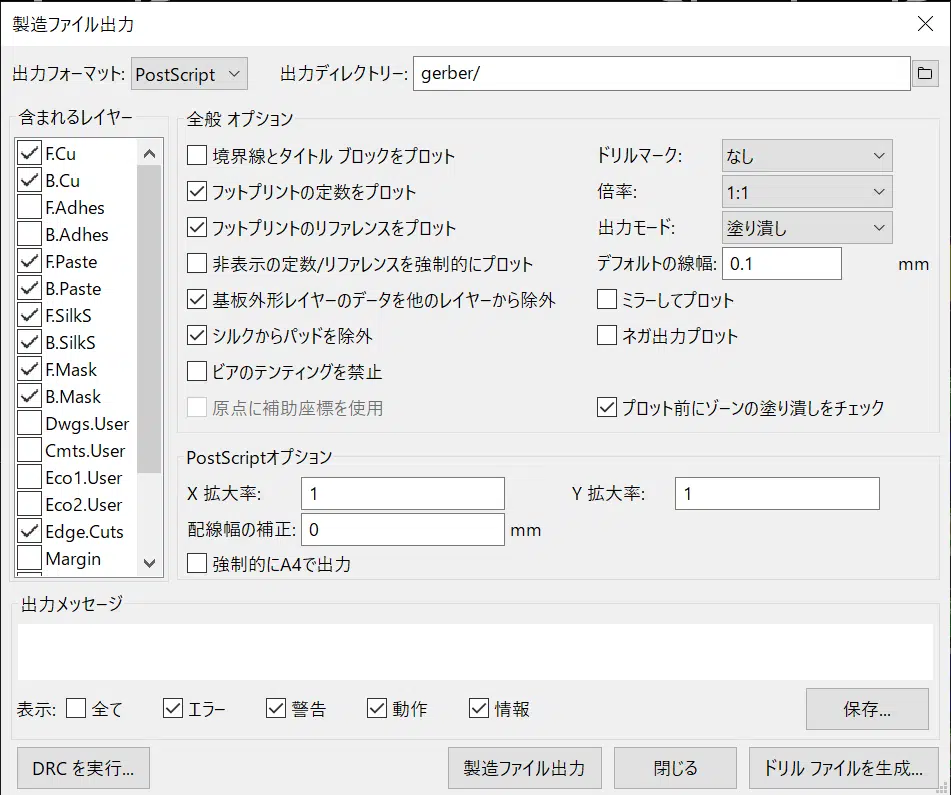 製造ファイル出力
出力フォーマット: PostScript 出力ディレクトリー: gerber/
含まれるレイヤー
F.Cu
B.Cu
F.Adhes
B.Adhes
F.Paste
B.Paste
F.SilkS
B.SilkS
F.Mask
B.Mask
Dwgs.User
Cmts.User
Eco1.User
Eco2.User
Edge.Cuts
Margin
全般 オプション
境界線とタイトル ブロックをプロット
フットプリントの定数をプロット
フットプリントのリファレンスをプロット
非表示の定数/リファレンスを強制的にプロット
基板外形レイヤーのデータを他のレイヤーから除外
シルクからパッドを除外
ビアのテンティングを禁止
原点に補助座標を使用
ドリルマーク: なし
倍率: 1:1
出力モード: 塗り潰し
デフォルトの線幅: 0.1 mm
ミラーしてプロット
ネガ出力プロット
プロット前にゾーンの塗り潰しをチェック
PostScriptオプション
X 拡大率: 1 Y 拡大率: 1
配線幅の補正: 0 mm
強制的にA4で出力
出力メッセージ
表示: 全て エラー 警告 動作 情報 保存...
DRC を実行... 製造ファイル出力 閉じる ドリル ファイルを生成...